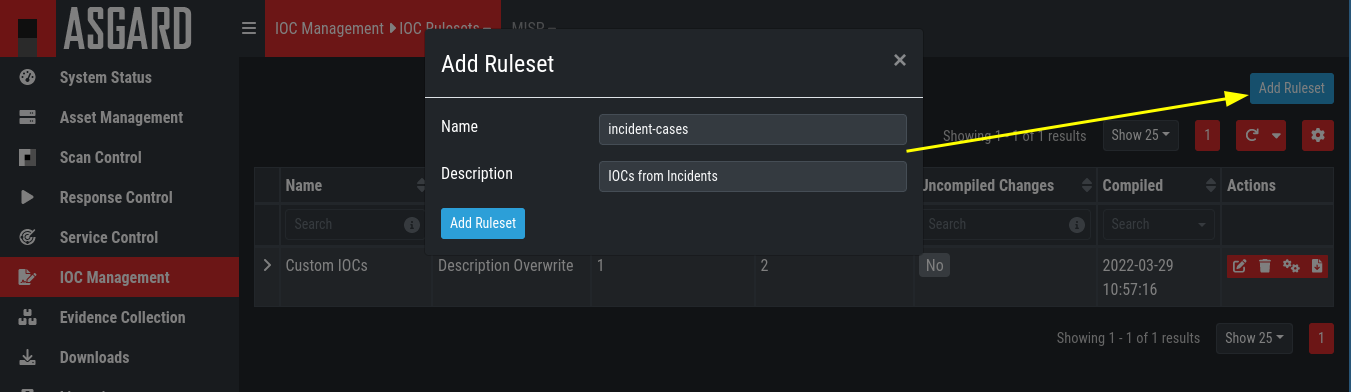 ASGARD
IOC Management
IOC Rulesets
MISP
System Status
Asset Management
Scan Control
Response Control
Service Control
IOC Management
Evidence Collection
Downloads
Add Ruleset
×
Name
incident-cases
Description
IOCs from Incidents
Add Ruleset
Add Ruleset
Showing 1 - 1 of 1 results
Show 25
1
Name
Uncompiled Changes
Compiled
Actions
Search
Search
Search
Custom IOCs
Description Overwrite
1
2
No
2022-03-29
10:57:16
Showing 1 - 1 of 1 results
Show 25
1